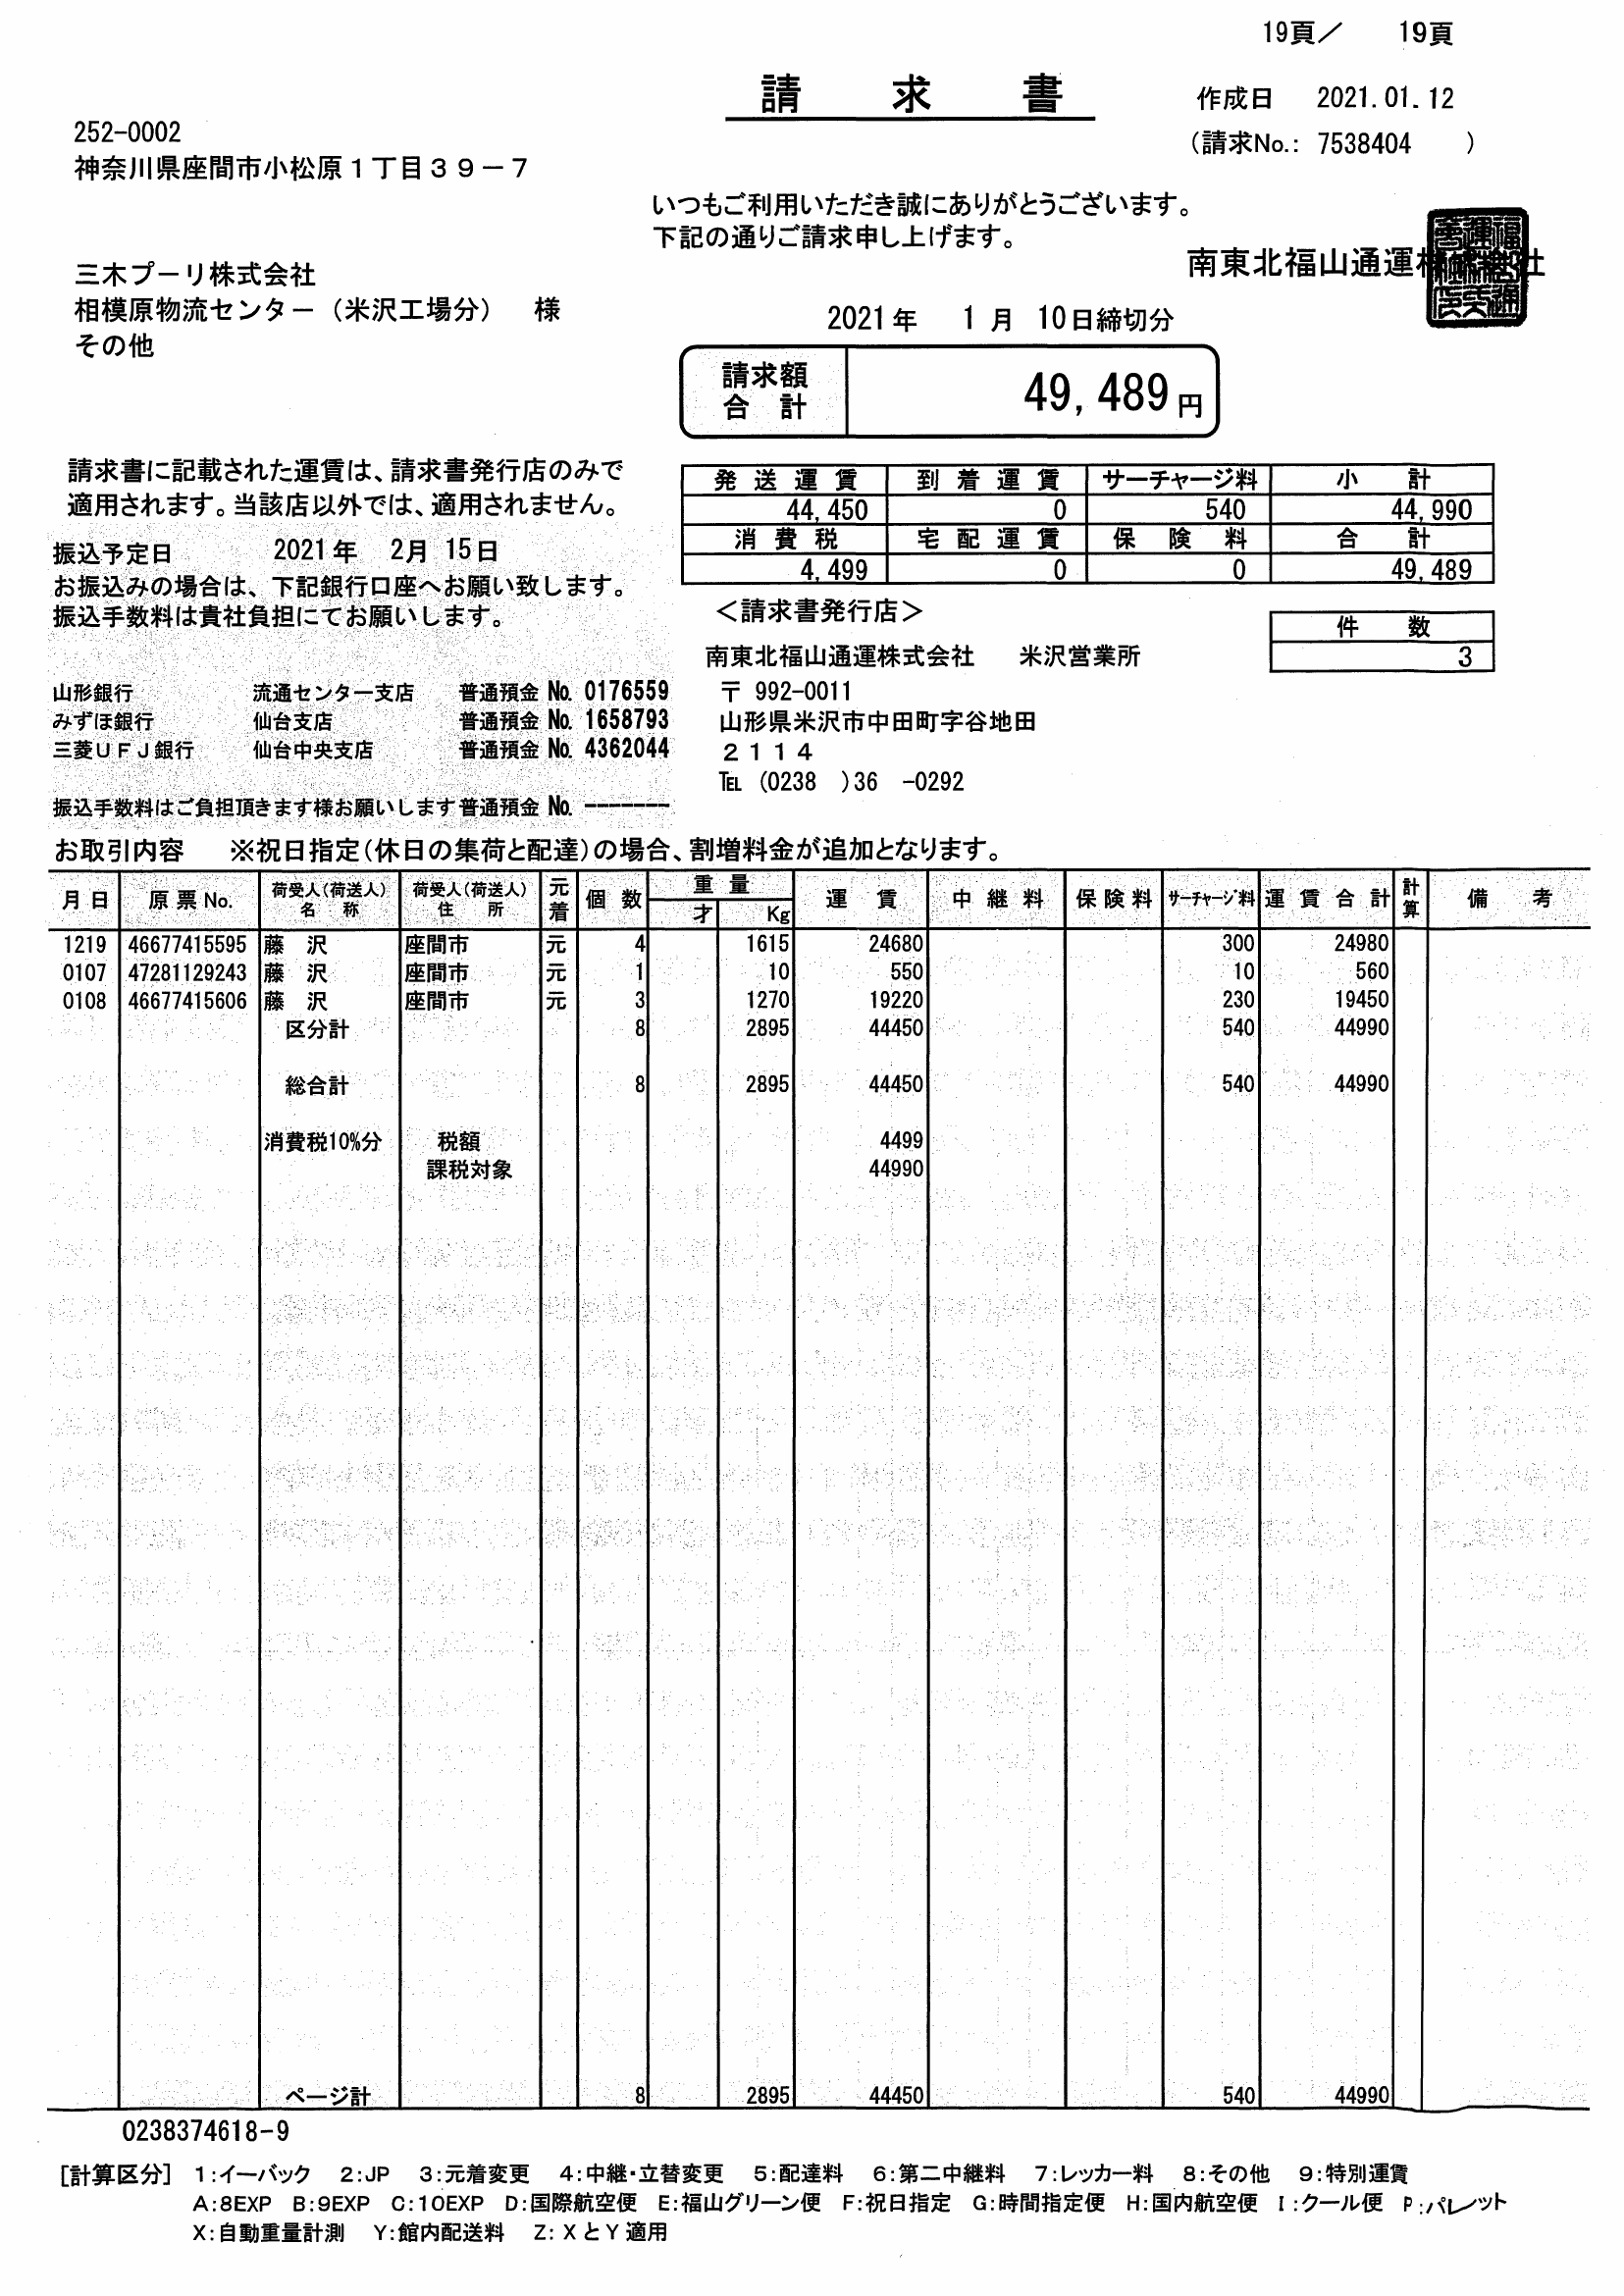 19頁／　19頁
請求書
作成日　2021.01.12
（請求No.： 7538404　）
252-0002
神奈川県座間市小松原１丁目３９－７
いつもご利用いただき誠にありがとうございます。
下記の通りご請求申し上げます。
南東北福山通運株式会社
三木プーリ株式会社
相模原物流センター（米沢工場分）　様
その他
2021年　1月　10日締切分
請求額合計　49,489円
請求書に記載された運賃は、請求書発行店のみで
適用されます。当該店以外では、適用されません。
発送運賃　到着運賃　サーチャージ料　小計
44,450　0　540　44,990
消費税　宅配運賃　保険料　合計
4,499　0　0　49,489
振込予定日　2021年　2月 15日
お振込みの場合は、下記銀行口座へお願い致します。
振込手数料は貴社負担にてお願いします。
＜請求書発行店＞
件数
3
南東北福山通運株式会社　米沢営業所
〒 992-0011
山形県米沢市中田町字谷地田
２１１４
℡ (0238　)36　-0292
山形銀行　流通センター支店　普通預金 No. 0176559
みずほ銀行　仙台支店　普通預金 No. 1658793
三菱ＵＦＪ銀行　仙台中央支店　普通預金 No. 4362044
振込手数料はご負担頂きます様お願いします 普通預金 No. -------
お取引内容　※祝日指定（休日の集荷と配達）の場合、割増料金が追加となります。
月日　原票No.　荷受人（荷送人）名称　荷受人（荷送人）住所　元着　個数　重量　才　Kg　運賃　中継料　保険料　サーチャージ料　運賃合計　計算　備考
1219　46677415595　藤　沢　座間市　元　4　1615　24680　300　24980
0107　47281129243　藤　沢　座間市　元　1　10　550　10　560
0108　46677415606　藤　沢　座間市　元　3　1270　19220　230　19450
区分計　8　2895　44450　540　44990
総合計　8　2895　44450　540　44990
消費税10%分　税額　4499
課税対象　44990
ページ計　8　2895　44450　540　44990
0238374618-9
［計算区分］　1：イーバック　2：JP　3：元着変更　4：中継・立替変更　5：配達料　6：第二中継料　7：レッカー料　8：その他　9：特別運賃
A：8EXP　B：9EXP　C：10EXP　D：国際航空便　E：福山グリーン便　F：祝日指定　G：時間指定便　H：国内航空便　I：クール便　P：パレット
X：自動重量計測　Y：館内配送料　Z：XとY適用